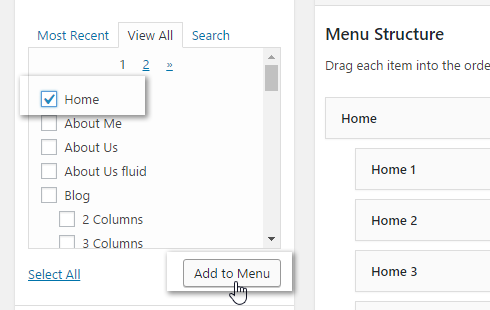 Most Recent View All Search
1 2 »
Home
About Me
About Us
About Us fluid
Blog
2 Columns
3 Columns
Select All
Add to Menu
Menu Structure
Drag each item into the orde
Home
Home 1
Home 2
Home 3